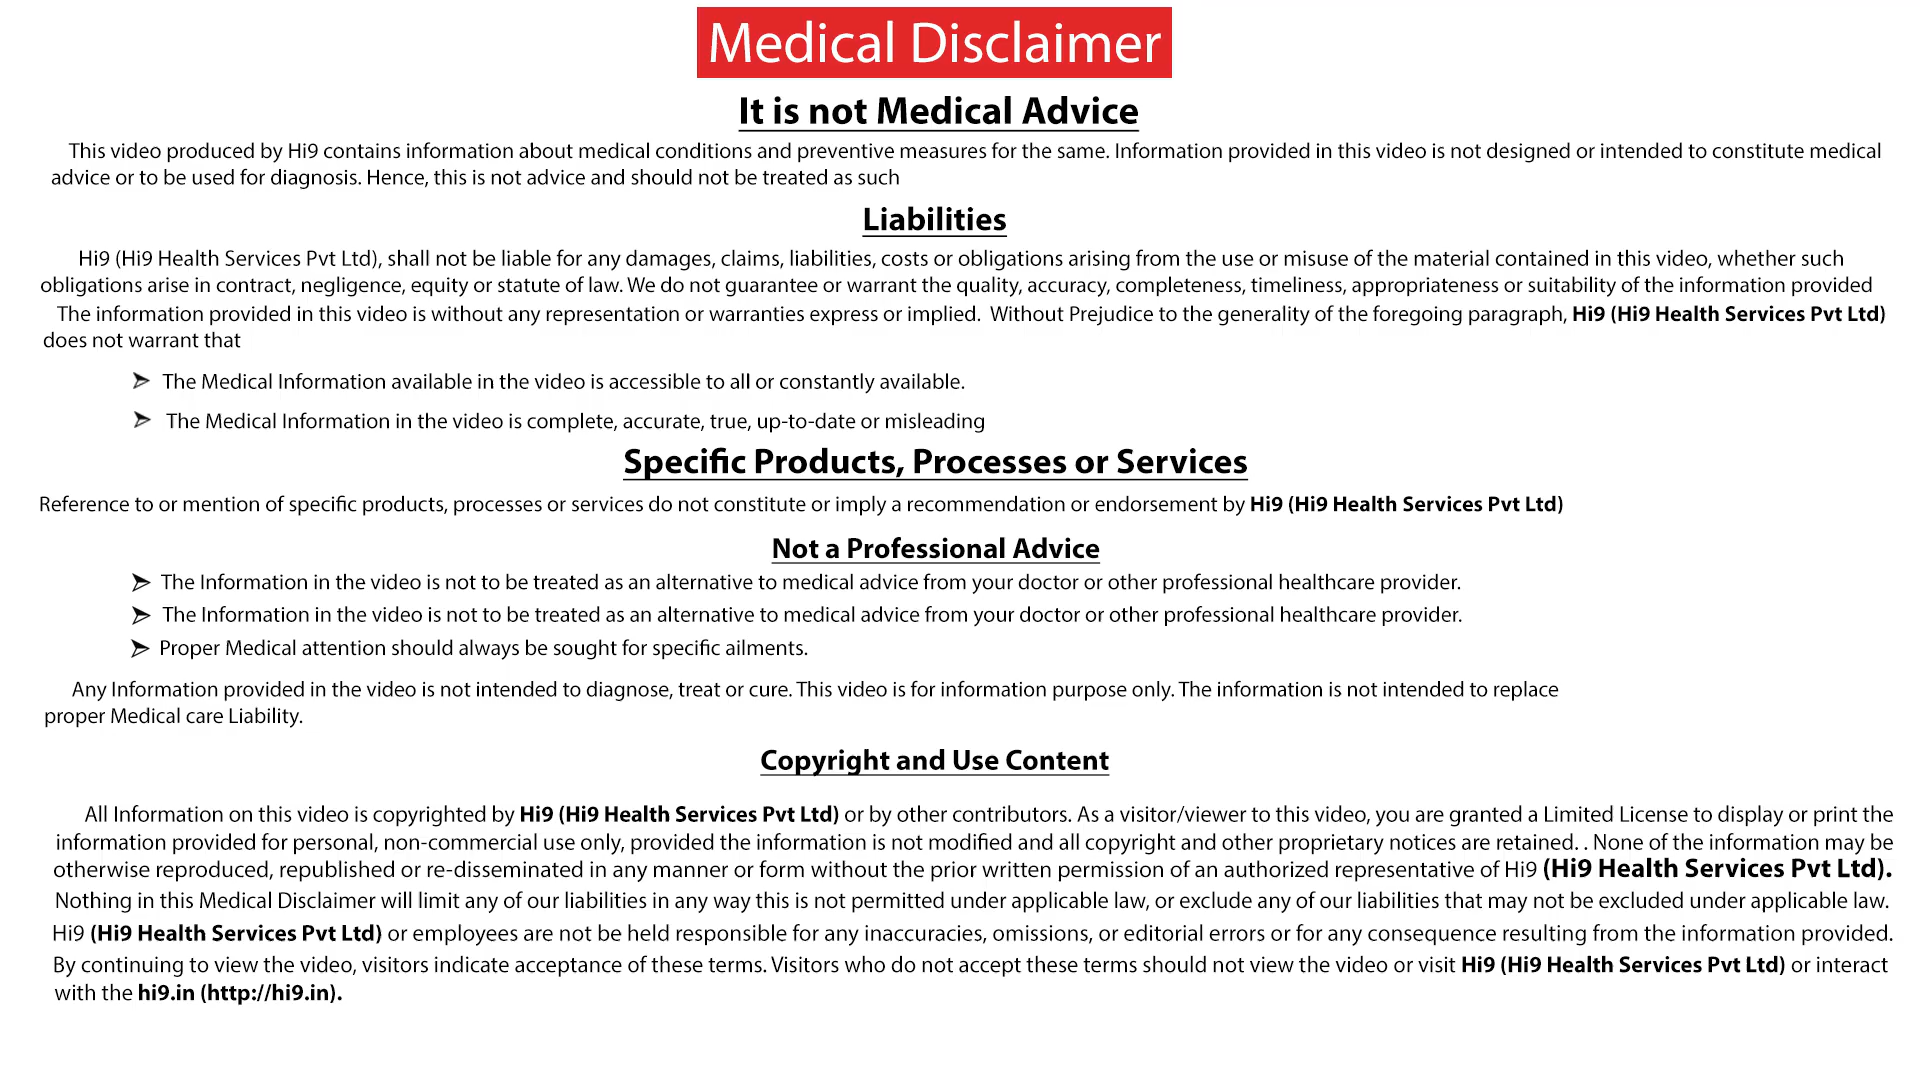 Medical Disclaimer
It is not Medical Advice
This video produced by Hi9 contains information about medical conditions and preventive measures for the same. Information provided in this video is not designed or intended to constitute medical
advice or to be used for diagnosis. Hence, this is not advice and should not be treated as such
Liabilities
Hi9 (Hi9 Health Services Pvt Ltd), shall not be liable for any damages, claims, liabilities, costs or obligations arising from the use or misuse of the material contained in this video, whether such
obligations arise in contract, negligence, equity or statute of law. We do not guarantee or warrant the quality, accuracy, completeness, timeliness, appropriateness or suitability of the information provided
The information provided in this video is without any representation or warranties express or implied. Without Prejudice to the generality of the foregoing paragraph, Hi9 (Hi9 Health Services Pvt Ltd)
does not warrant that
➢ The Medical Information available in the video is accessible to all or constantly available.
➢ The Medical Information in the video is complete, accurate, true, up-to-date or misleading
Specific Products, Processes or Services
Reference to or mention of specific products, processes or services do not constitute or imply a recommendation or endorsement by Hi9 (Hi9 Health Services Pvt Ltd)
Not a Professional Advice
➢ The Information in the video is not to be treated as an alternative to medical advice from your doctor or other professional healthcare provider.
➢ The Information in the video is not to be treated as an alternative to medical advice from your doctor or other professional healthcare provider.
➢ Proper Medical attention should always be sought for specific ailments.
Any Information provided in the video is not intended to diagnose, treat or cure. This video is for information purpose only. The information is not intended to replace
proper Medical care Liability.
Copyright and Use Content
All Information on this video is copyrighted by Hi9 (Hi9 Health Services Pvt Ltd) or by other contributors. As a visitor/viewer to this video, you are granted a Limited License to display or print the
information provided for personal, non-commercial use only, provided the information is not modified and all copyright and other proprietary notices are retained. . None of the information may be
otherwise reproduced, republished or re-disseminated in any manner or form without the prior written permission of an authorized representative of Hi9 (Hi9 Health Services Pvt Ltd).
Nothing in this Medical Disclaimer will limit any of our liabilities in any way this is not permitted under applicable law, or exclude any of our liabilities that may not be excluded under applicable law.
Hi9 (Hi9 Health Services Pvt Ltd) or employees are not be held responsible for any inaccuracies, omissions, or editorial errors or for any consequence resulting from the information provided.
By continuing to view the video, visitors indicate acceptance of these terms. Visitors who do not accept these terms should not view the video or visit Hi9 (Hi9 Health Services Pvt Ltd) or interact
with the hi9.in (http://hi9.in).